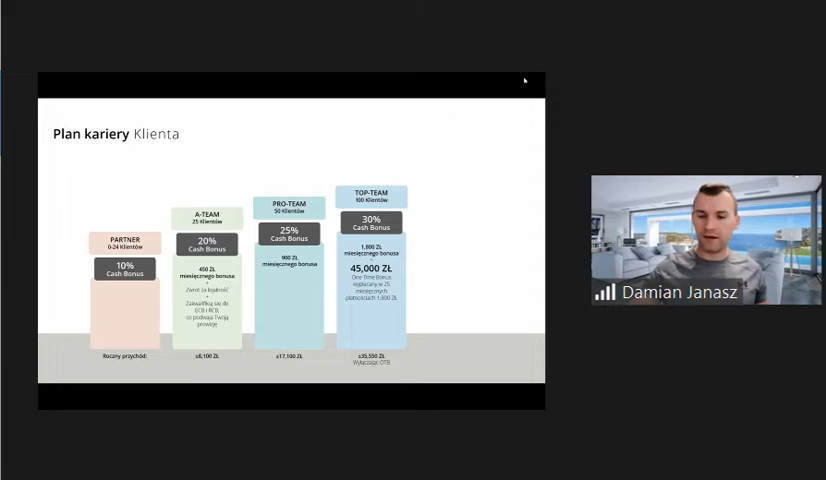 Plan kariery Klienta
PARTNER
0-24 Klientów
10%
Cash Bonus
A-TEAM
25 Klientów
20%
Cash Bonus
450 ZŁ
miesięcznego bonusa
+
Zwrot za lojalność
+
Zakwalifikuj się do
ECB i RCB,
co podwaja Twoją
prowizję
PRO-TEAM
50 Klientów
25%
Cash Bonus
900 ZŁ
miesięcznego bonusa
TOP-TEAM
100 Klientów
30%
Cash Bonus
1,800 ZŁ
miesięcznego bonusa
+
45,000 ZŁ
One Time Bonus
wypłacany w 25
miesięcznych
płatnościach 1,800 ZŁ
Roczny przychód:
±8,100 ZŁ
±17,100 ZŁ
±35,550 ZŁ
Wyłączając OTB
Damian Janasz